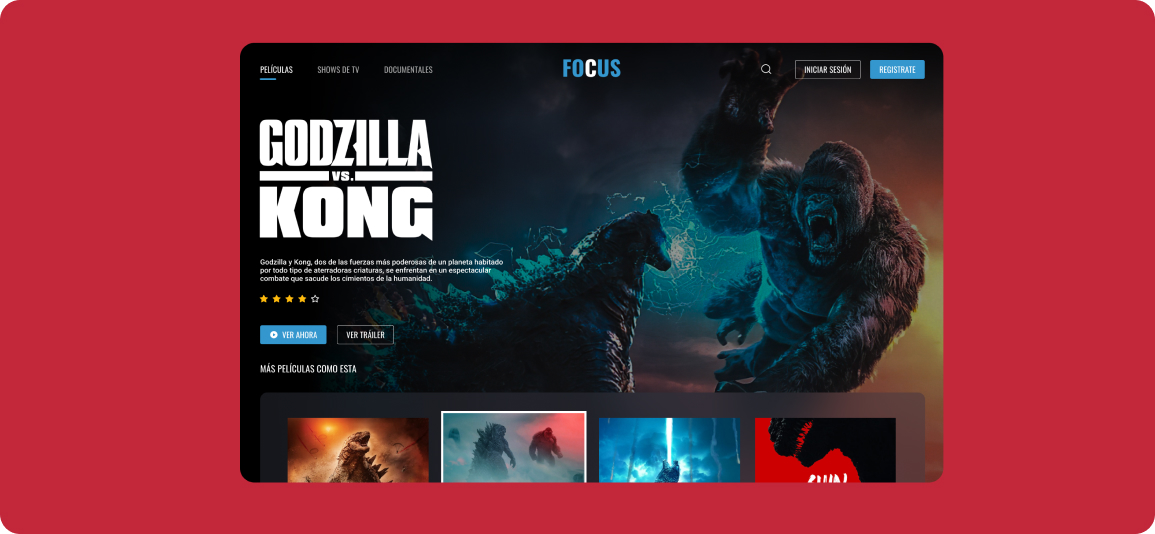 PELÍCULAS SHOWS DE TV DOCUMENTALES FOCUS INICIAR SESIÓN REGISTRATE
GODZILLA
VS.
KONG
Godzilla y Kong, dos de las fuerzas más poderosas de un planeta habitado
por todo tipo de aterradoras criaturas, se enfrentan en un espectacular
combate que sacude los cimientos de la humanidad.
VER AHORA VER TRÁILER
MÁS PELÍCULAS COMO ESTA